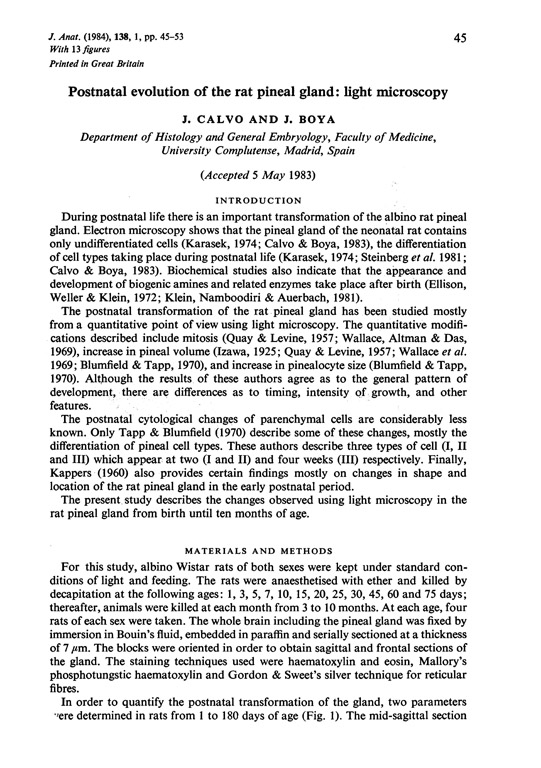 J. Anat. (1984), 138, 1, pp. 45–53
45
With 13 figures
Printed in Great Britain
Postnatal evolution of the rat pineal gland: light microscopy
J. CALVO AND J. BOYA
Department of Histology and General Embryology, Faculty of Medicine,
University Complutense, Madrid, Spain
(Accepted 5 May 1983)
INTRODUCTION
During postnatal life there is an important transformation of the albino rat pineal
gland. Electron microscopy shows that the pineal gland of the neonatal rat contains
only undifferentiated cells (Karasek, 1974; Calvo & Boya, 1983), the differentiation
of cell types taking place during postnatal life (Karasek, 1974; Steinberg et al. 1981;
Calvo & Boya, 1983). Biochemical studies also indicate that the appearance and
development of biogenic amines and related enzymes take place after birth (Ellison,
Weller & Klein, 1972; Klein, Namboodiri & Auerbach, 1981).
The postnatal transformation of the rat pineal gland has been studied mostly
from a quantitative point of view using light microscopy. The quantitative modifi-
cations described include mitosis (Quay & Levine, 1957; Wallace, Altman & Das,
1969), increase in pineal volume (Izawa, 1925; Quay & Levine, 1957; Wallace et al.
1969; Blumfield & Tapp, 1970), and increase in pinealocyte size (Blumfield & Tapp,
1970). Although the results of these authors agree as to the general pattern of
development, there are differences as to timing, intensity of growth, and other
features.
The postnatal cytological changes of parenchymal cells are considerably less
known. Only Tapp & Blumfield (1970) describe some of these changes, mostly the
differentiation of pineal cell types. These authors describe three types of cell (I, II
and III) which appear at two (I and II) and four weeks (III) respectively. Finally,
Kappers (1960) also provides certain findings mostly on changes in shape and
location of the rat pineal gland in the early postnatal period.
The present study describes the changes observed using light microscopy in the
rat pineal gland from birth until ten months of age.
MATERIALS AND METHODS
For this study, albino Wistar rats of both sexes were kept under standard con-
ditions of light and feeding. The rats were anaesthetised with ether and killed by
decapitation at the following ages: 1, 3, 5, 7, 10, 15, 20, 25, 30, 45, 60 and 75 days;
thereafter, animals were killed at each month from 3 to 10 months. At each age, four
rats of each sex were taken. The whole brain including the pineal gland was fixed by
immersion in Bouin's fluid, embedded in paraffin and serially sectioned at a thickness
of 7 μm. The blocks were oriented in order to obtain sagittal and frontal sections of
the gland. The staining techniques used were haematoxylin and eosin, Mallory's
phosphotungstic haematoxylin and Gordon & Sweet's silver technique for reticular
fibres.
In order to quantify the postnatal transformation of the gland, two parameters
were determined in rats from 1 to 180 days of age (Fig. 1). The mid-sagittal section